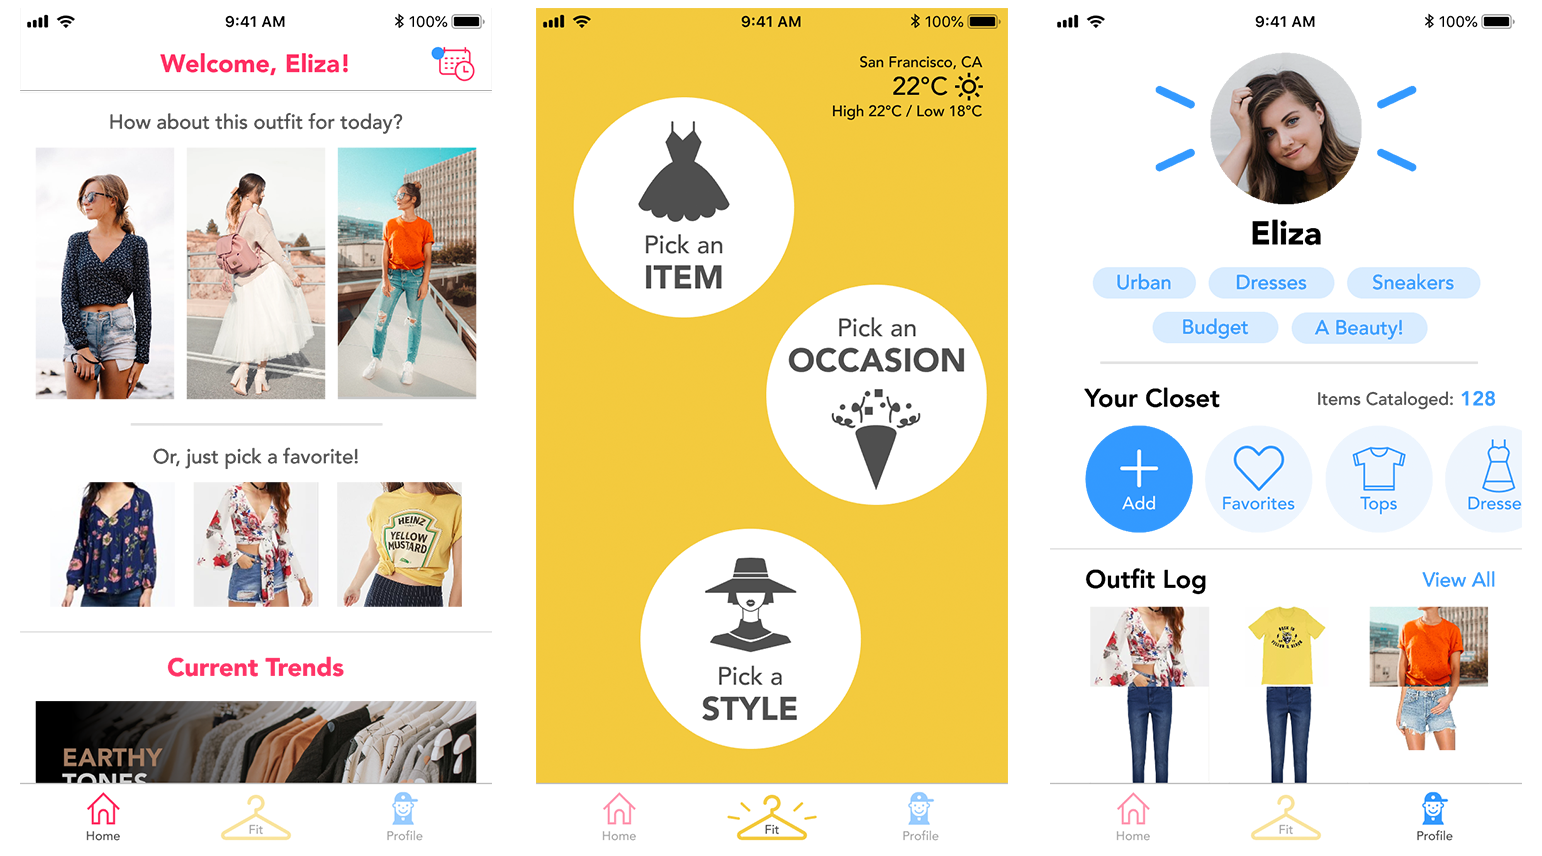 9:41 AM
100%
Welcome, Eliza!
How about this outfit for today?
Or, just pick a favorite!
HEINZ
YELLOW
MUSTARD
Current Trends
EARTHY
TONES
Home
Fit
Profile
9:41 AM
100%
San Francisco, CA
22°C
High 22°C / Low 18°C
Pick an
ITEM
Pick an
OCCASION
Pick a
STYLE
Home
Fit
Profile
9:41 AM
100%
Eliza
Urban
Dresses
Sneakers
Budget
A Beauty!
Your Closet
Items Cataloged: 128
Add
Favorites
Tops
Dresse
Outfit Log
View All
Home
Fit
Profile